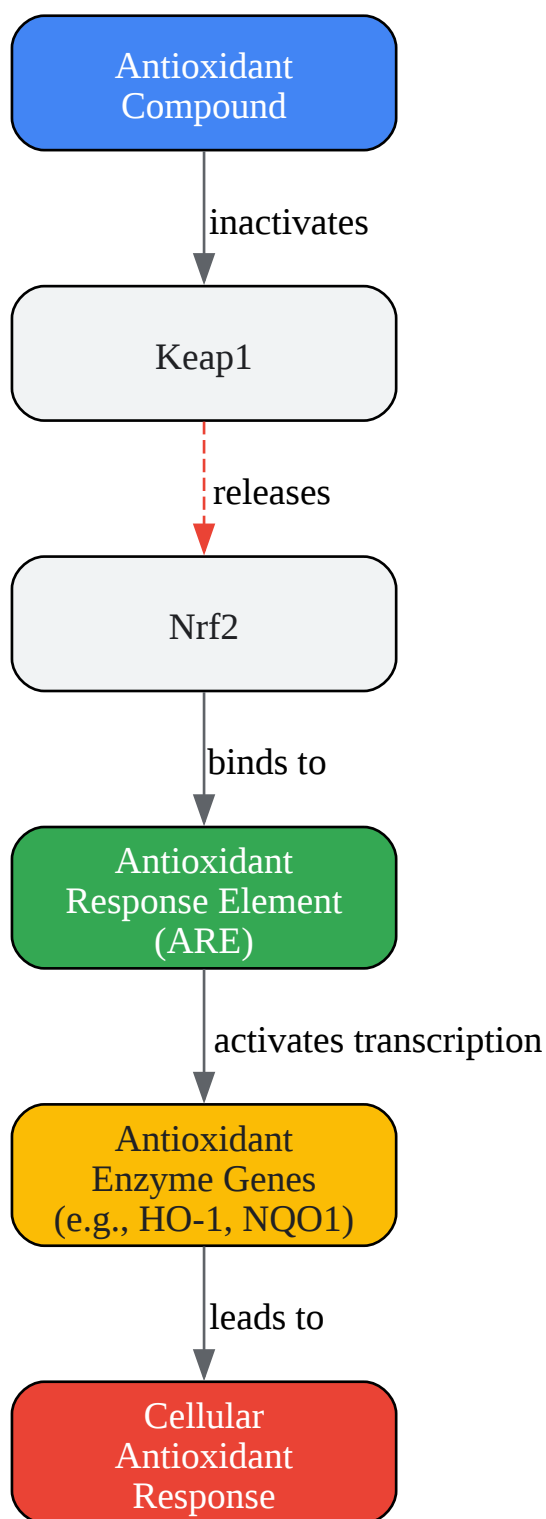 Antioxidant
Compound
inactivates
Keap1
releases
Nrf2
binds to
Antioxidant
Response Element
(ARE)
activates transcription
Antioxidant
Enzyme Genes
(e.g., HO-1, NQO1)
leads to
Cellular
Antioxidant
Response